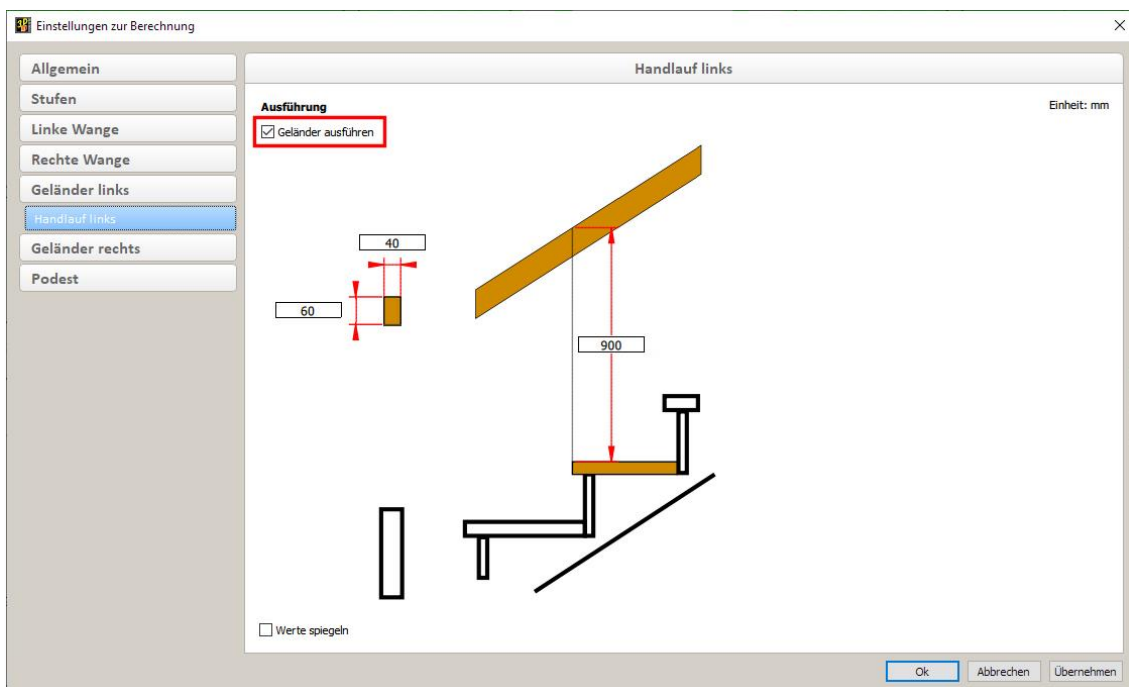 Einstellungen zur Berechnung
Allgemein
Stufen
Linke Wange
Rechte Wange
Geländer links
Handlauf links
Geländer rechts
Podest
Handlauf links
Ausführung
Einheit: mm
Geländer ausführen
40
60
900
Werte spiegeln
Ok
Abbrechen
Übernehmen